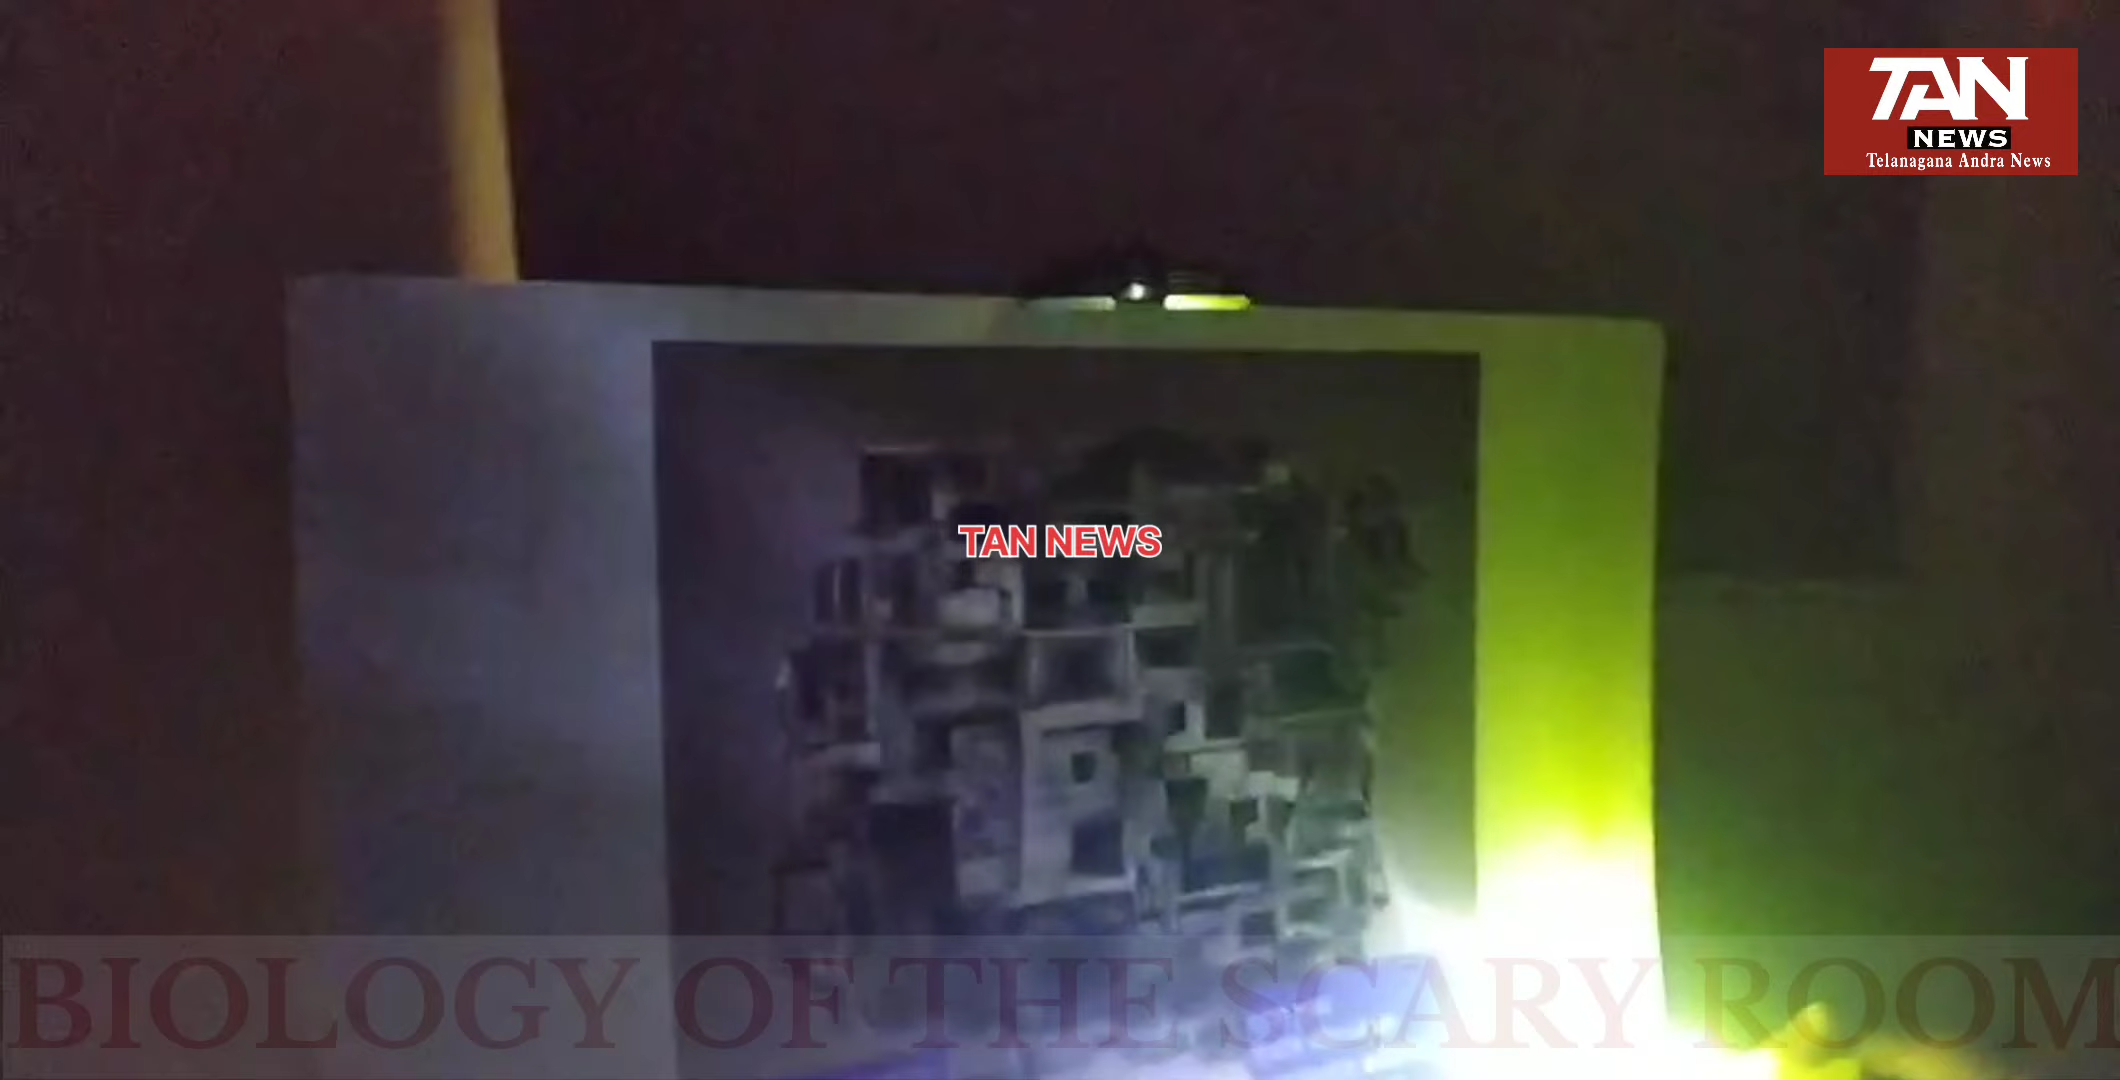 TAN
NEWS
Telanagana Andra News
TAN NEWS
BIOLOGY OF THE SCARY ROOM